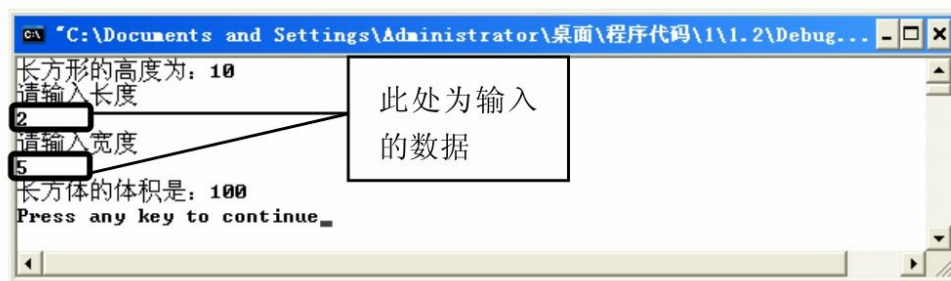 "C:\Documents and Settings\Administrator\桌面\程序代码\1\1.2\Debug...
长方形的高度为：10
请输入长度
2
请输入宽度
5
长方体的体积是：100
Press any key to continue_
此处为输入
的数据